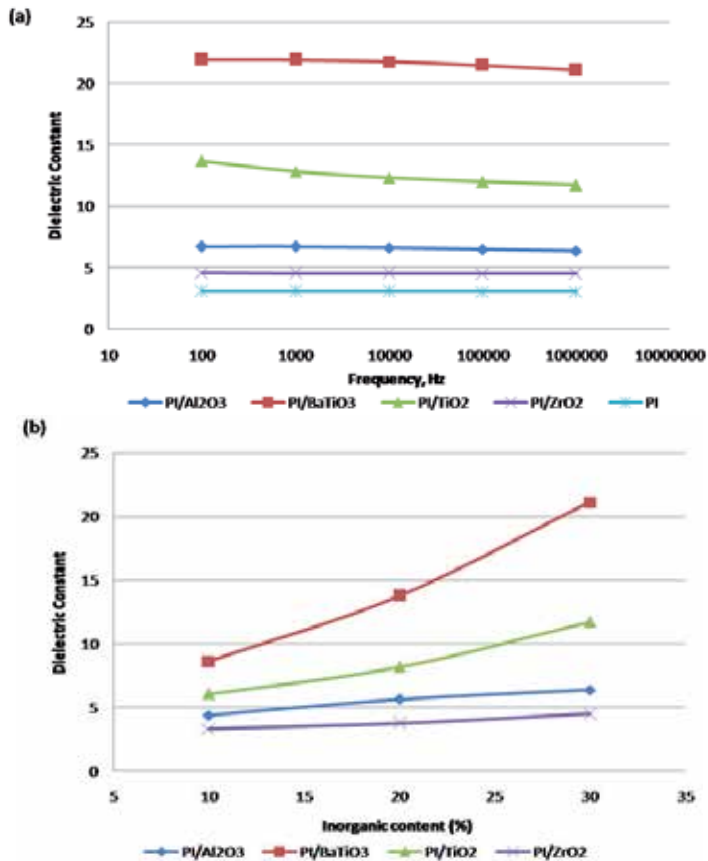 (a)
25
20
15
10
5
0
Dielectric Constant
10 100 1000 10000 100000 1000000 10000000
Frequency, Hz
PI/Al2O3 PI/BaTiO3 PI/TiO2 PI/ZrO2 PI
(b)
25
20
15
10
5
0
Dielectric Constant
5 10 15 20 25 30 35
Inorganic content (%)
PI/Al2O3 PI/BaTiO3 PI/TiO2 PI/ZrO2